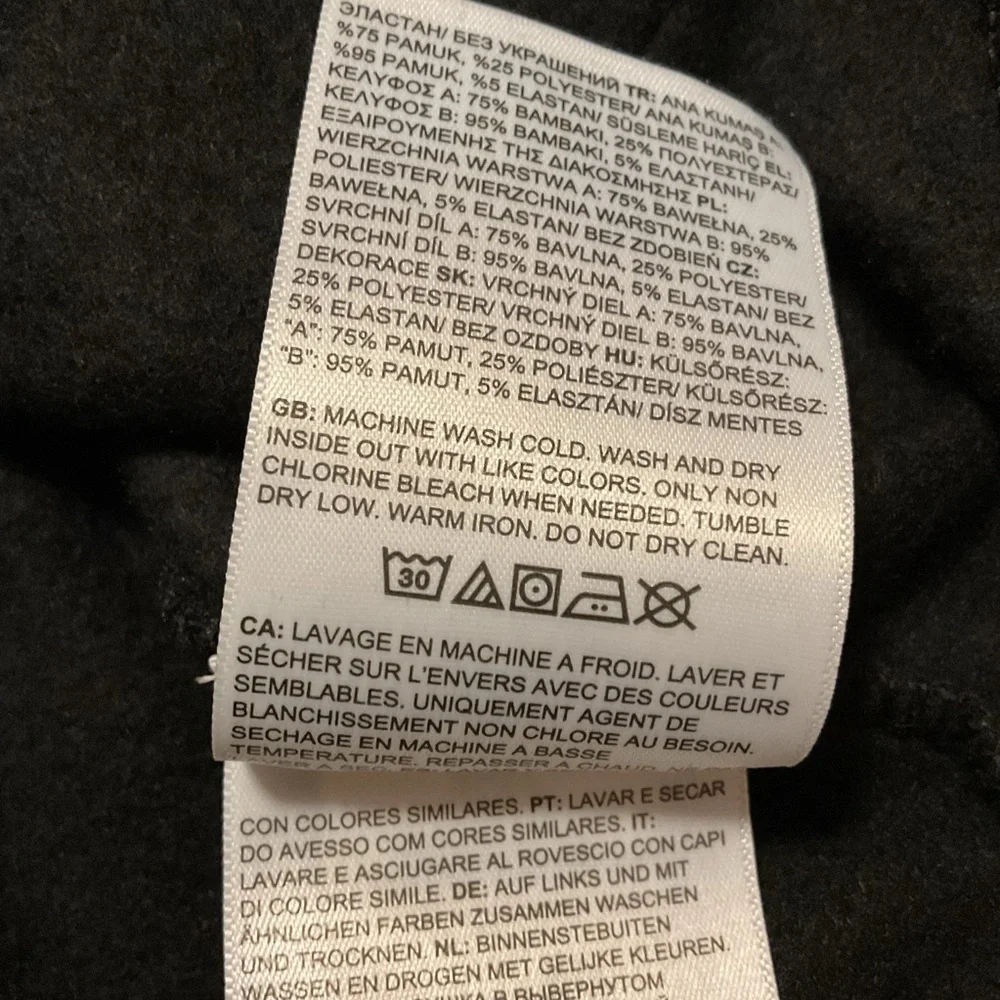 ЭЛАСТАН/ БЕЗ УКРАШЕНИЙ TR: ANA KUMAŞ
%75 PAMUK, %25 POLYESTER/ ANA KUMAŞ B:
%95 PAMUK, %5 ELASTAN/ SÜSLEME HARİÇ EL:
ΚΕΛΥΦΟΣ Α: 75% ΒΑΜΒΑΚΙ, 25% ΠΟΛΥΕΣΤΕΡΑΣ/
ΚΕΛΥΦΟΣ Β: 95% ΒΑΜΒΑΚΙ, 5% ΕΛΑΣΤΑΝΗ/
ΕΞΑΙΡΟΥΜΕΝΗΣ ΤΗΣ ΔΙΑΚΟΣΜΗΣΗΣ PL:
WIERZCHNIA WARSTWA A: 75% BAWEŁNA, 25%
POLIESTER/ WIERZCHNIA WARSTWA B: 95%
BAWEŁNA, 5% ELASTAN/ BEZ ZDOBIEŃ CZ:
SVRCHNÍ DÍL A: 75% BAVLNA, 25% POLYESTER/
SVRCHNÍ DÍL B: 95% BAVLNA, 5% ELASTAN/ BEZ
DEKORACE SK: VRCHNÝ DIEL A: 75% BAVLNA,
25% POLYESTER/ VRCHNÝ DIEL B: 95% BAVLNA,
5% ELASTAN/ BEZ OZDOBY HU: KÜLSŐRÉSZ:
"A": 75% PAMUT, 25% POLIÉSZTER/ KÜLSŐRÉSZ:
"B": 95% PAMUT, 5% ELASZTÁN/ DÍSZ MENTES
GB: MACHINE WASH COLD. WASH AND DRY
INSIDE OUT WITH LIKE COLORS. ONLY NON
CHLORINE BLEACH WHEN NEEDED. TUMBLE
DRY LOW. WARM IRON. DO NOT DRY CLEAN.
30
CA: LAVAGE EN MACHINE A FROID. LAVER ET
SÉCHER SUR L'ENVERS AVEC DES COULEURS
SEMBLABLES. UNIQUEMENT AGENT DE
BLANCHISSEMENT NON CHLORE AU BESOIN.
SECHAGE EN MACHINE A BASSE
TEMPERATURE. REPASSER A CHAUD. NE
CON COLORES SIMILARES. PT: LAVAR E SECAR
DO AVESSO COM CORES SIMILARES. IT:
LAVARE E ASCIUGARE AL ROVESCIO CON CAPI
DI COLORE SIMILE. DE: AUF LINKS UND MIT
ÄHNLICHEN FARBEN ZUSAMMEN WASCHEN
UND TROCKNEN. NL: BINNENSTEBUITEN
WASSEN EN DROGEN MET GELIJKE KLEUREN.
В ВЫВЕРНУТОМ